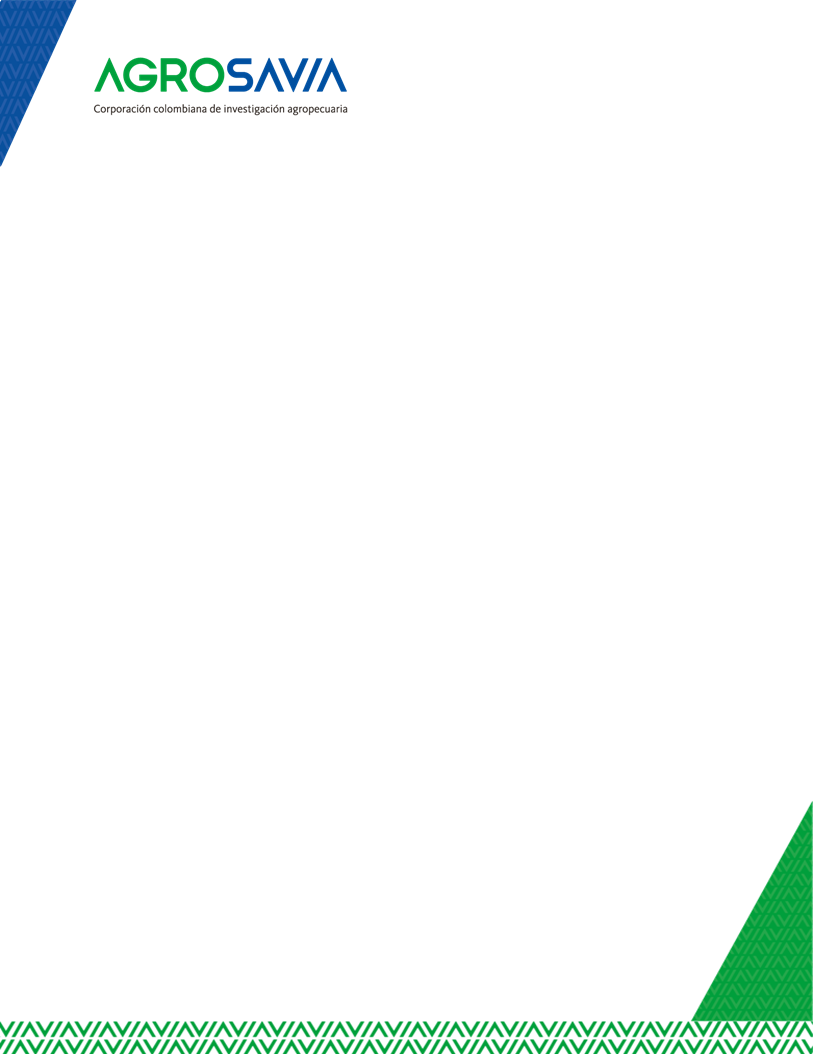 AGROSAVIA
Corporación colombiana de investigación agropecuaria